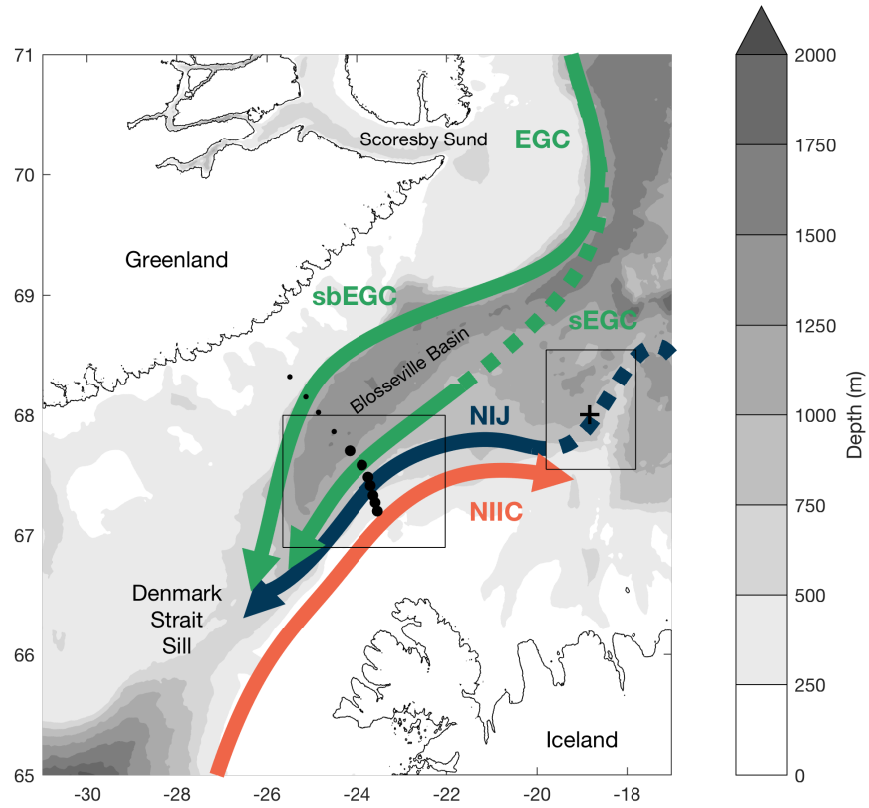 71
70
69
68
67
66
65
-30
-28
-26
-24
-22
-20
-18
Scoresby Sund
EGC
Greenland
sbEGC
sEGC
Blosseville Basin
NIJ
NIIC
Denmark
Strait
Sill
Iceland
2000
1750
1500
1250
1000
750
500
250
0
Depth (m)